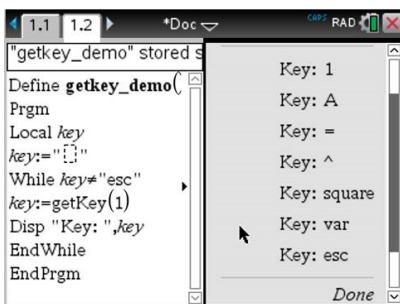 1.1 1.2 *Doc CAPS RAD
"getkey_demo" stored s
Define getkey_demo(
Prgm
Local key
key:=" "
While key≠"esc"
key:=getKey(1)
Disp "Key: ",key
EndWhile
EndPrgm
Key: 1
Key: A
Key: =
Key: ^
Key: square
Key: var
Key: esc
Done